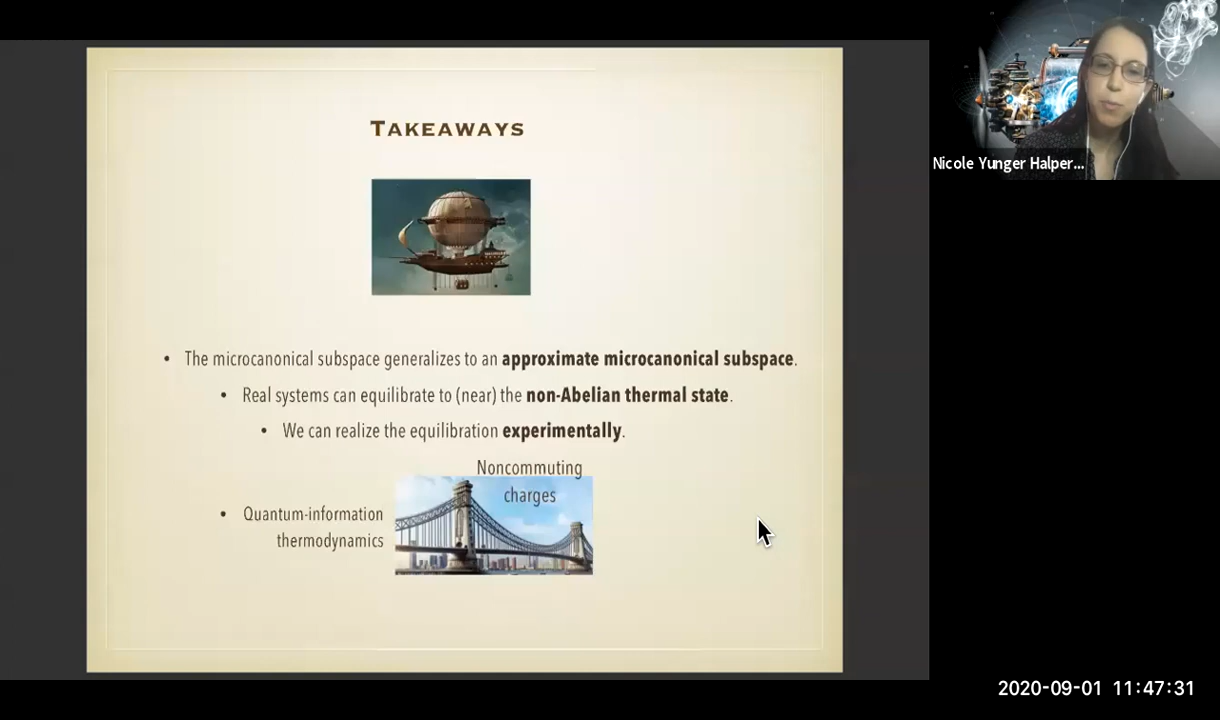 TAKEAWAYS
• The microcanonical subspace generalizes to an approximate microcanonical subspace.
• Real systems can equilibrate to (near) the non-Abelian thermal state.
• We can realize the equilibration experimentally.
Noncommuting
charges
• Quantum-information
thermodynamics
Nicole Yunger Halper...
2020-09-01 11:47:31